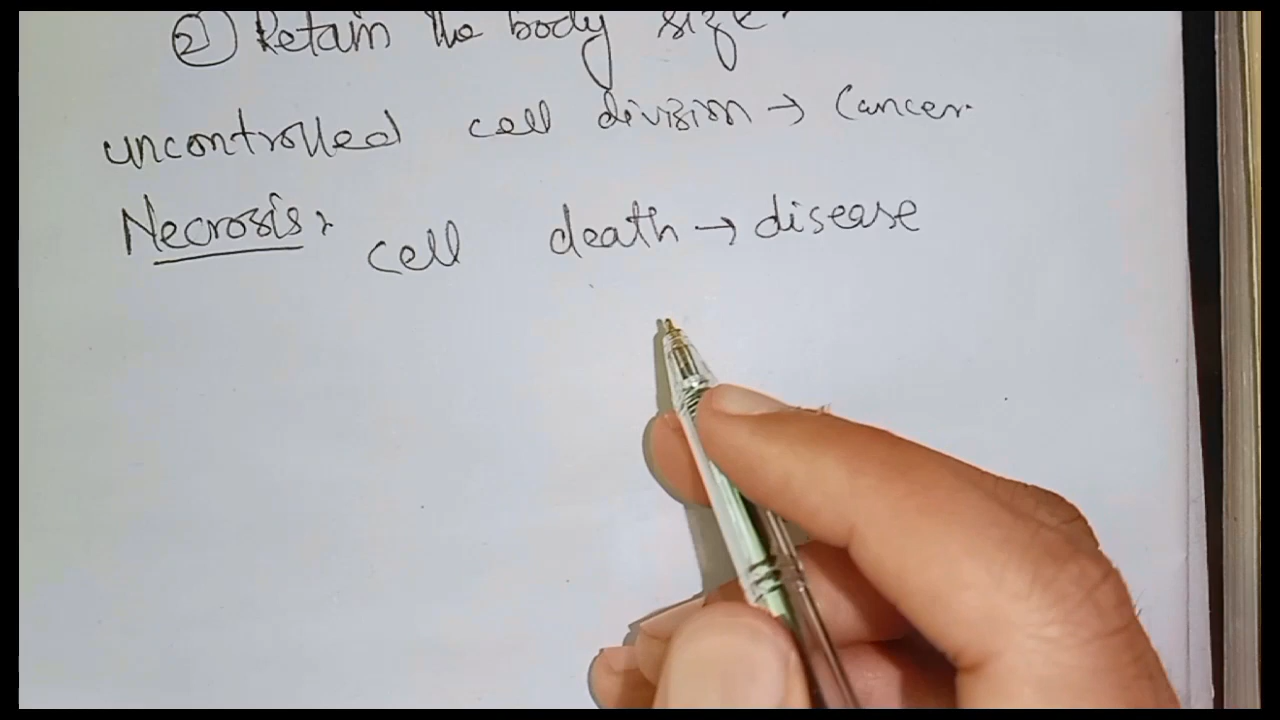 ② Retain the body size.
uncontrolled cell division → Cancer.
Necrosis: cell death → disease